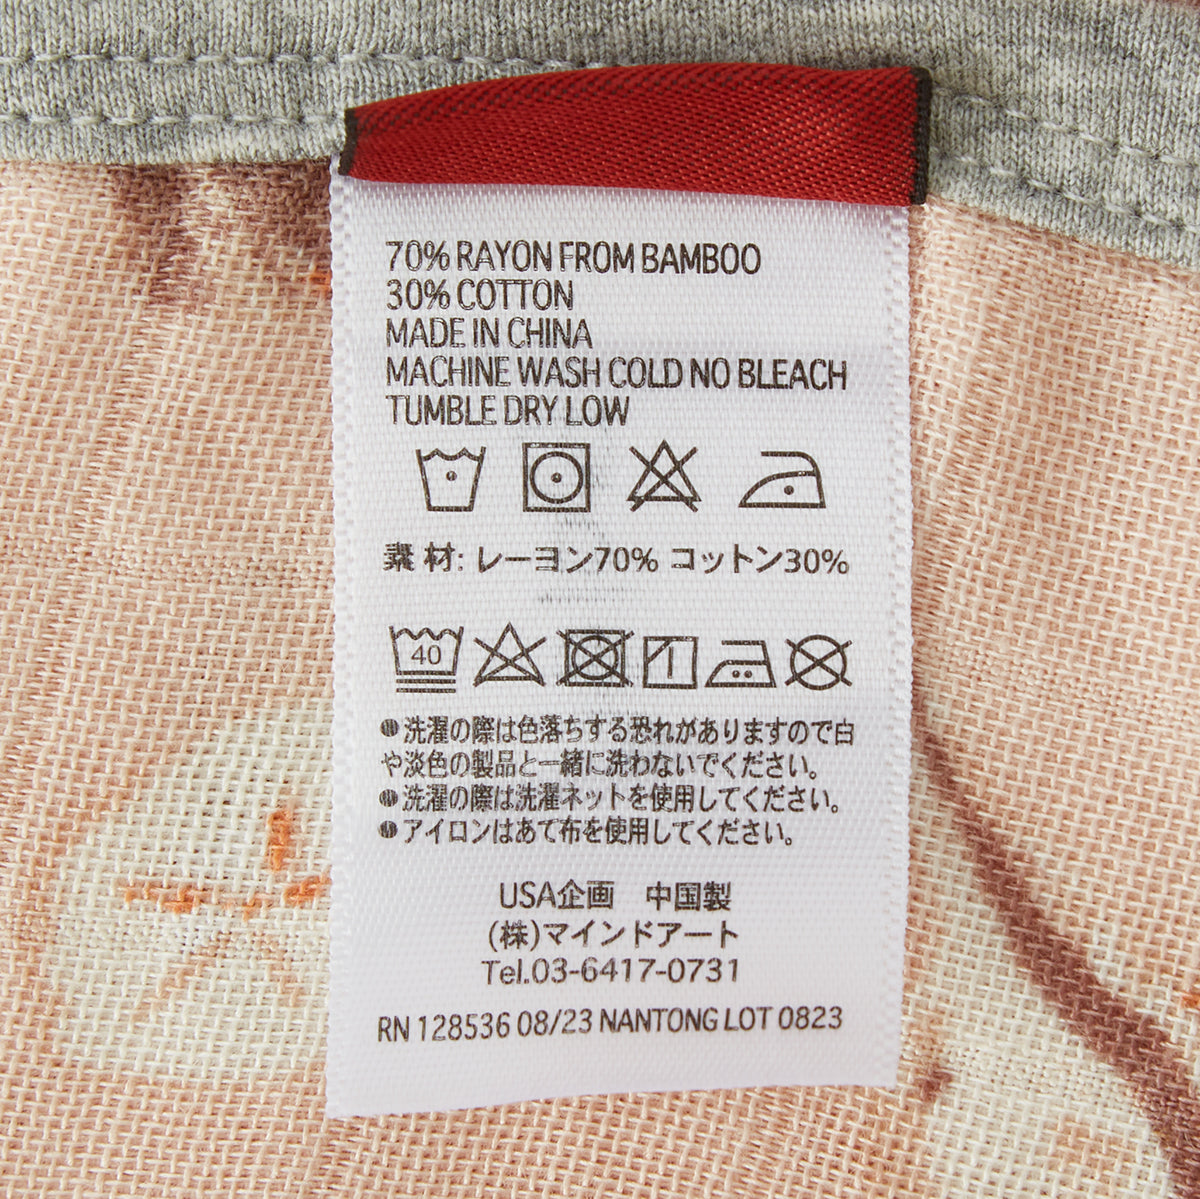 70% RAYON FROM BAMBOO
30% COTTON
MADE IN CHINA
MACHINE WASH COLD NO BLEACH
TUMBLE DRY LOW
素 材: レーヨン70% コットン30%
40
●洗濯の際は色落ちする恐れがありますので白
や淡色の製品と一緒に洗わないでください。
●洗濯の際は洗濯ネットを使用してください。
●アイロンはあて布を使用してください。
USA企画　中国製
(株)マインドアート
Tel.03-6417-0731
RN 128536 08/23 NANTONG LOT 0823